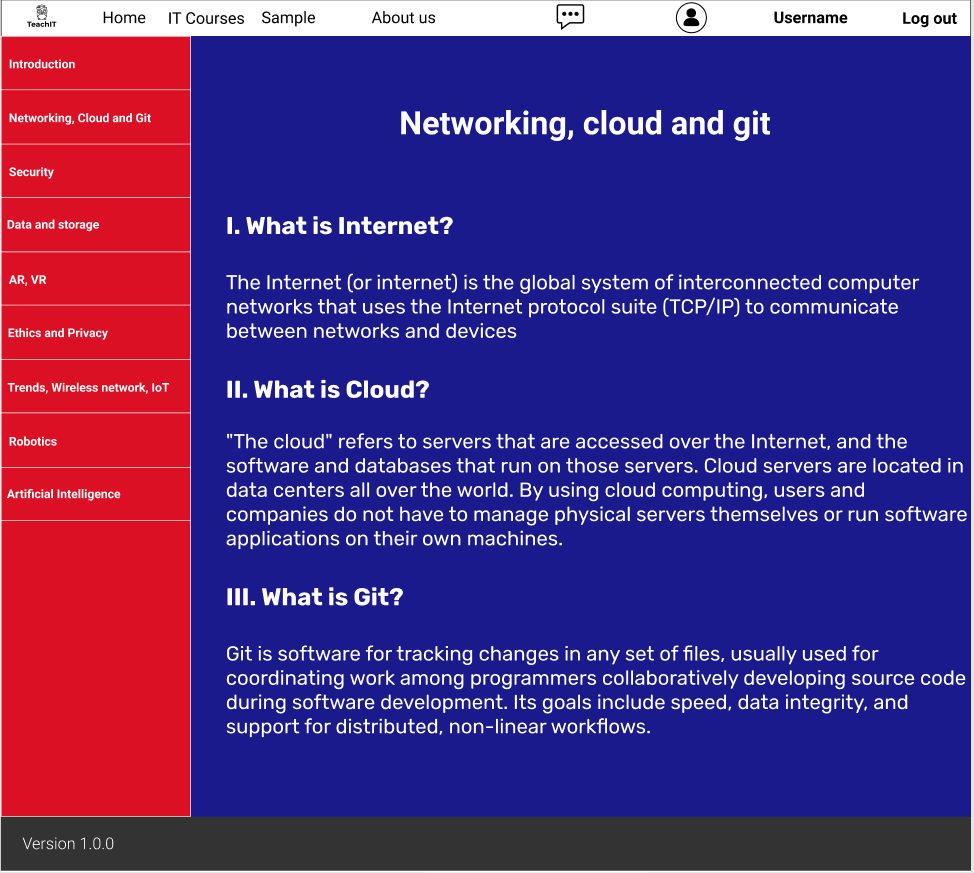 TeachIT
Home
IT Courses
Sample
About us
Username
Log out
Introduction
Networking, Cloud and Git
Security
Data and storage
AR, VR
Ethics and Privacy
Trends, Wireless network, IoT
Robotics
Artificial Intelligence
Networking, cloud and git
I. What is Internet?
The Internet (or internet) is the global system of interconnected computer
networks that uses the Internet protocol suite (TCP/IP) to communicate
between networks and devices
II. What is Cloud?
"The cloud" refers to servers that are accessed over the Internet, and the
software and databases that run on those servers. Cloud servers are located in
data centers all over the world. By using cloud computing, users and
companies do not have to manage physical servers themselves or run software
applications on their own machines.
III. What is Git?
Git is software for tracking changes in any set of files, usually used for
coordinating work among programmers collaboratively developing source code
during software development. Its goals include speed, data integrity, and
support for distributed, non-linear workflows.
Version 1.0.0